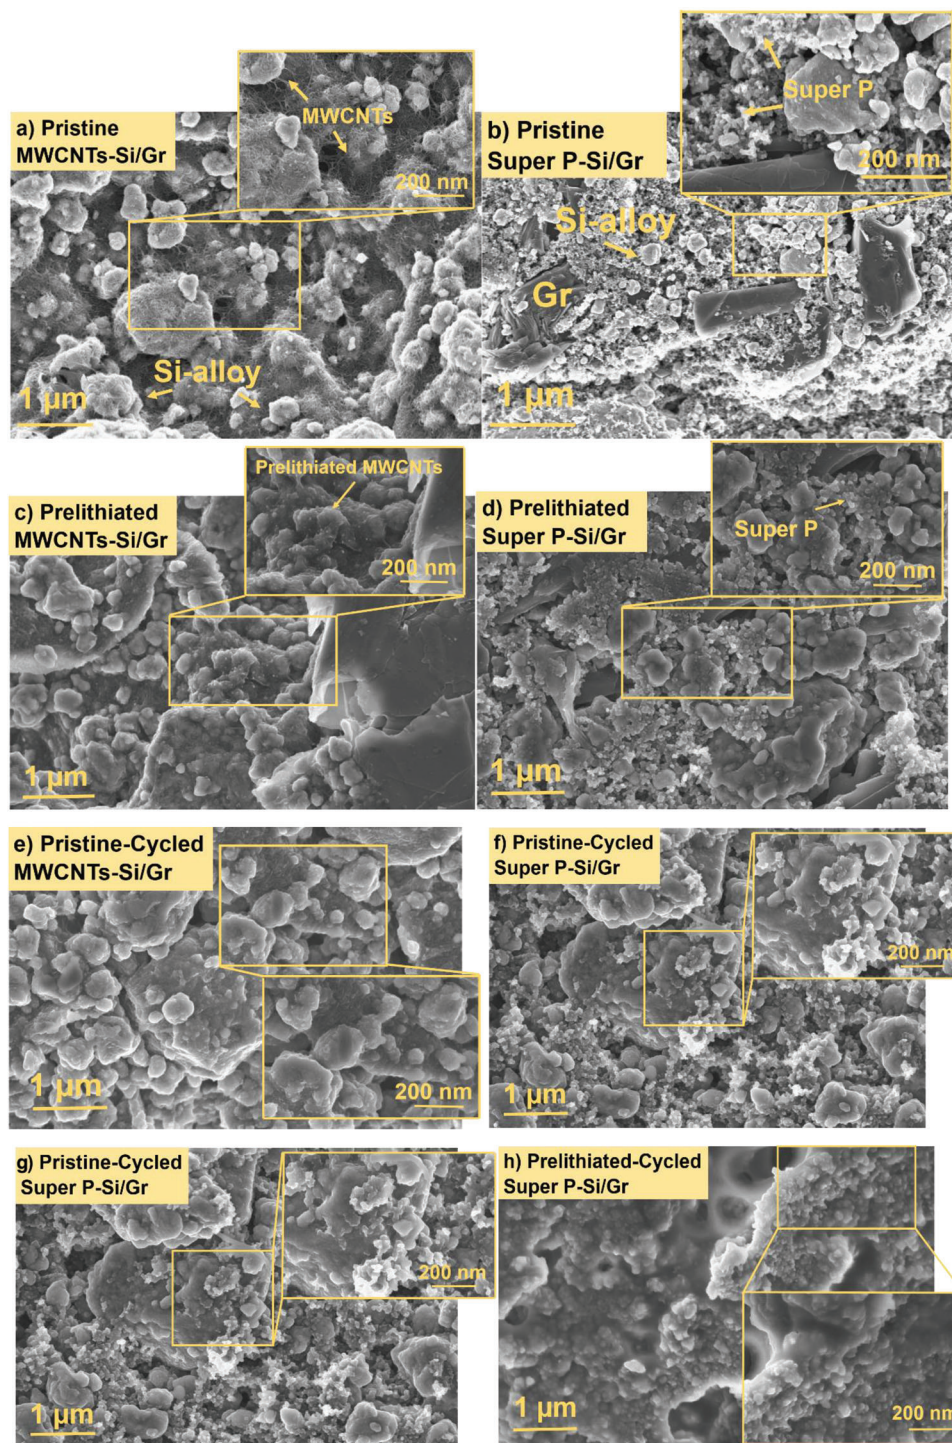 a) Pristine
MWCNTs-Si/Gr
MWCNTs
200 nm
Si-alloy
1 µm
b) Pristine
Super P-Si/Gr
Super P
200 nm
Si-alloy
Gr
1 µm
c) Prelithiated
MWCNTs-Si/Gr
Prelithiated MWCNTs
200 nm
1 µm
d) Prelithiated
Super P-Si/Gr
Super P
200 nm
1 µm
e) Pristine-Cycled
MWCNTs-Si/Gr
200 nm
1 µm
f) Pristine-Cycled
Super P-Si/Gr
200 nm
1 µm
g) Pristine-Cycled
Super P-Si/Gr
200 nm
1 µm
h) Prelithiated-Cycled
Super P-Si/Gr
200 nm
1 µm